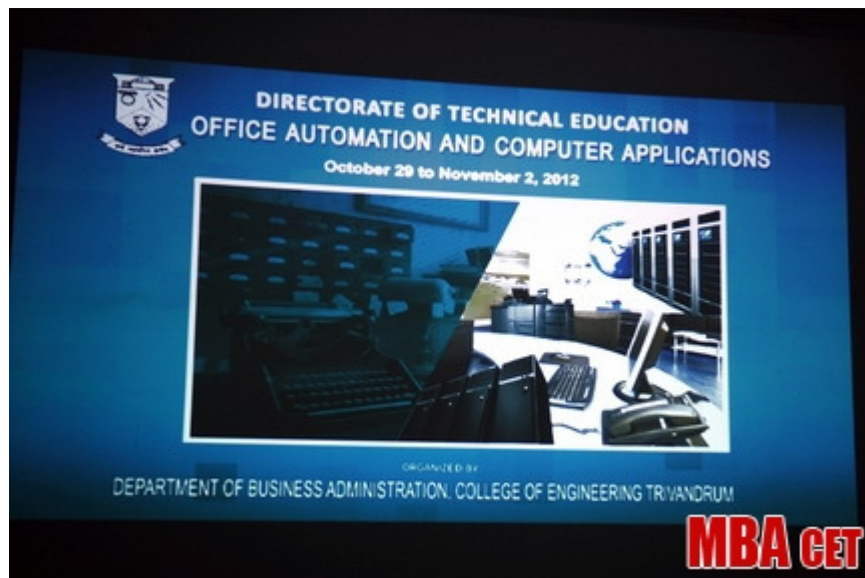 DIRECTORATE OF TECHNICAL EDUCATION
OFFICE AUTOMATION AND COMPUTER APPLICATIONS
October 29 to November 2, 2012
ORGANIZED BY
DEPARTMENT OF BUSINESS ADMINISTRATION, COLLEGE OF ENGINEERING TRIVANDRUM
MBA CET